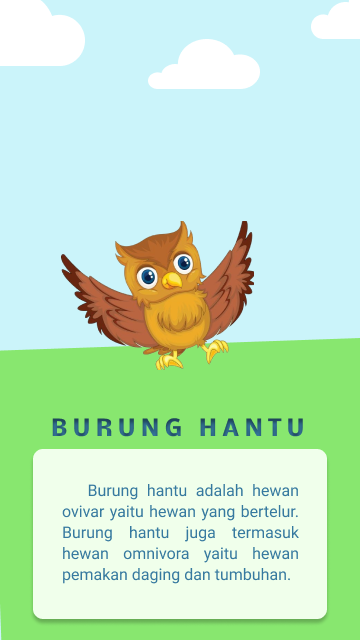 BURUNG HANTU
Burung hantu adalah hewan
ovivar yaitu hewan yang bertelur.
Burung hantu juga termasuk
hewan omnivora yaitu hewan
pemakan daging dan tumbuhan.